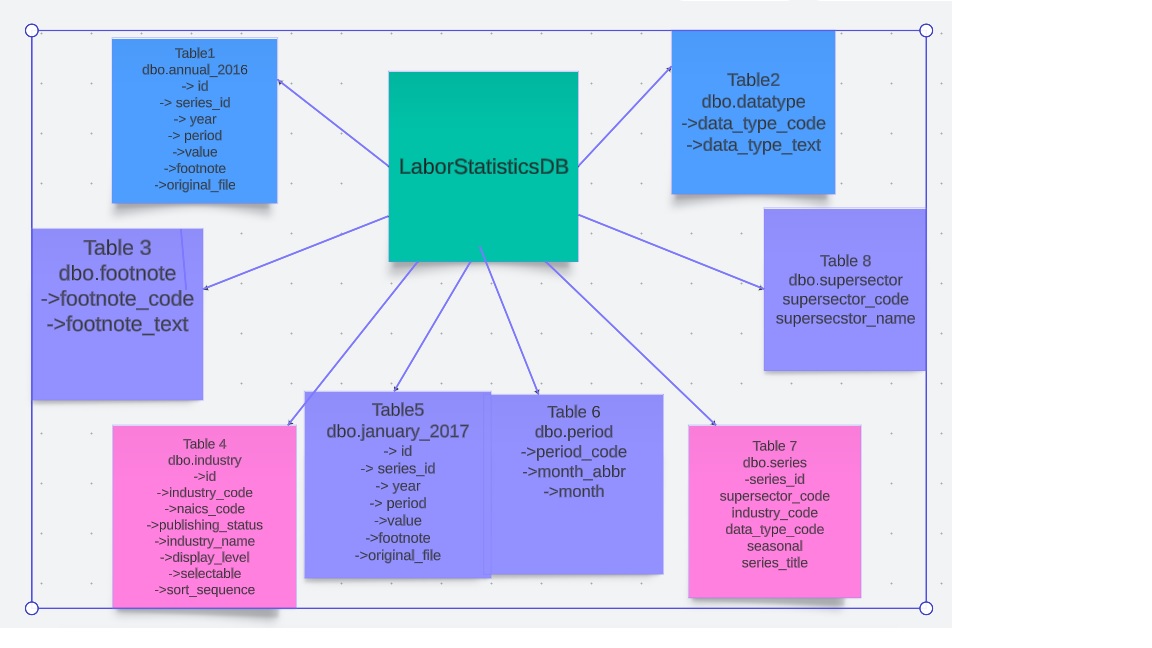 Table1
dbo.annual_2016
-> id
-> series_id
-> year
-> period
->value
->footnote
->original_file
LaborStatisticsDB
Table2
dbo.datatype
->data_type_code
->data_type_text
Table 3
dbo.footnote
->footnote_code
->footnote_text
Table 8
dbo.supersector
supersector_code
supersecstor_name
Table 4
dbo.industry
->id
->industry_code
->naics_code
->publishing_status
->industry_name
->display_level
->selectable
->sort_sequence
Table5
dbo.january_2017
-> id
-> series_id
-> year
-> period
->value
->footnote
->original_file
Table 6
dbo.period
->period_code
->month_abbr
->month
Table 7
dbo.series
-series_id
supersector_code
industry_code
data_type_code
seasonal
series_title